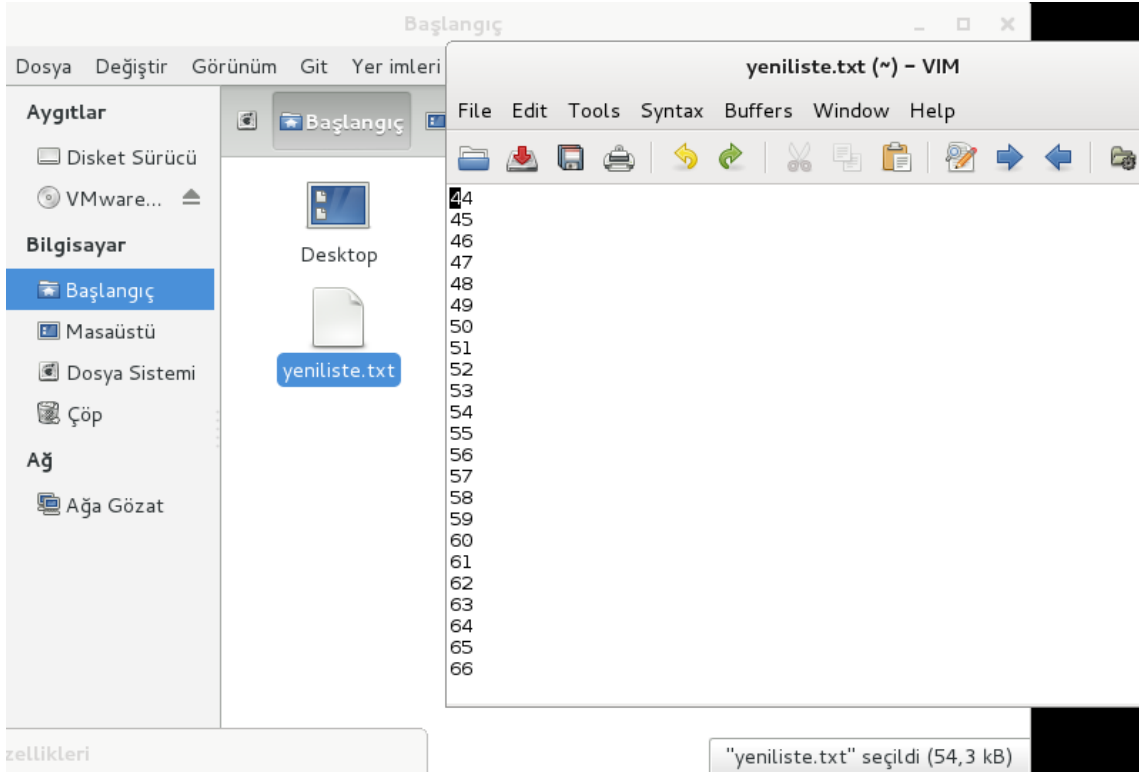 Başlangıç
Dosya Değiştir Görünüm Git Yer imleri
Aygıtlar
Disket Sürücü
VMware...
Bilgisayar
Başlangıç
Masaüstü
Dosya Sistemi
Çöp
Ağ
Ağa Gözat
Başlangıç
Desktop
yeniliste.txt
yeniliste.txt (~) – VIM
File Edit Tools Syntax Buffers Window Help
44
45
46
47
48
49
50
51
52
53
54
55
56
57
58
59
60
61
62
63
64
65
66
zellikleri
"yeniliste.txt" seçildi (54,3 kB)